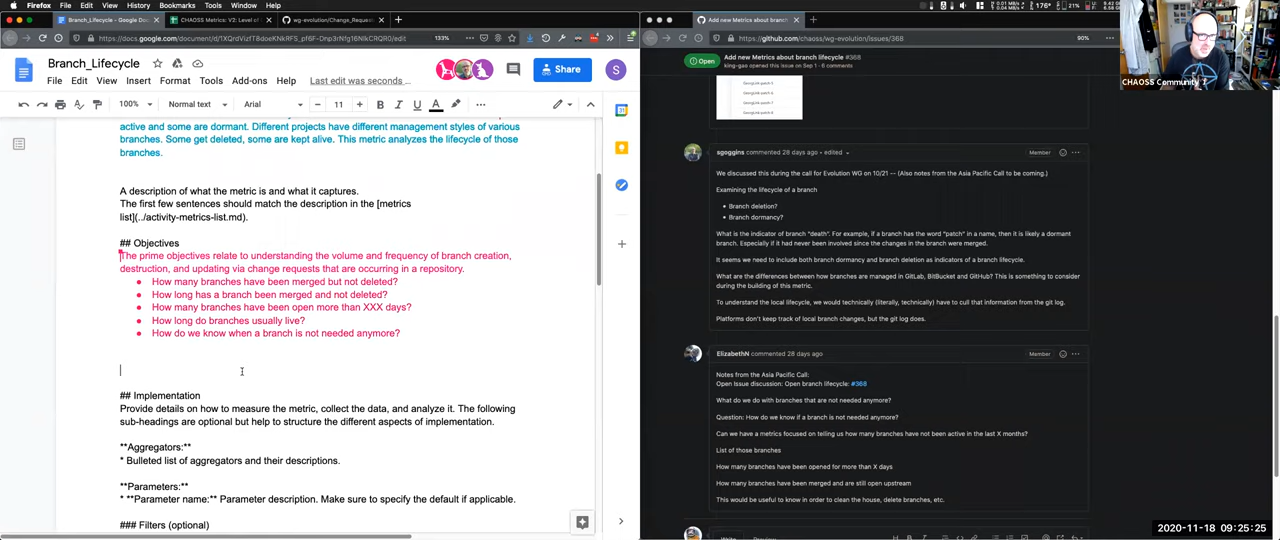 Firefox File Edit View History Bookmarks Tools Window Help
Branch_Lifecycle - Google Doc
CHAOSS Metrics: V2: Level of
wg-evolution/Change_Request
https://docs.google.com/document/d/
133%
Branch_Lifecycle
File Edit View Insert Format Tools Add-ons Help
Last edit was seconds
Share
S
100%
Normal text
Arial
11
B I U A
active and some are dormant. Different projects have different management styles of various
branches. Some get deleted, some are kept alive. This metric analyzes the lifecycle of those
branches.
A description of what the metric is and what it captures.
The first few sentences should match the description in the [metrics
list](../activity-metrics-list.md).
## Objectives
The prime objectives relate to understanding the volume and frequency of branch creation,
destruction, and updating via change requests that are occurring in a repository.
● How many branches have been merged but not deleted?
● How long has a branch been merged and not deleted?
● How many branches have been open more than XXX days?
● How long do branches usually live?
● How do we know when a branch is not needed anymore?
## Implementation
Provide details on how to measure the metric, collect the data, and analyze it. The following
sub-headings are optional but help to structure the different aspects of implementation.
**Aggregators:**
* Bulleted list of aggregators and their descriptions.
**Parameters:**
* **Parameter name:** Parameter description. Make sure to specify the default if applicable.
### Filters (optional)
Add new Metrics about branch
https://github.com/chaoss/wg-evolution/issues/368
90%
Open
Add new Metrics about branch lifecycle #368
king-gao opened this issue on Sep 1 · 6 comments
sgoggins commented 28 days ago • edited
Member
We discussed this during the call for Evolution WG on 10/21 -- (Also notes from the Asia Pacific Call to be coming.)
Examining the lifecycle of a branch
• Branch deletion?
• Branch dormancy?
What is the indicator of branch "death". For example, if a branch has the word "patch" in a name, then it is likely a dormant
branch. Especially if it had never been involved since the changes in the branch were merged.
It seems we need to include both branch dormancy and branch deletion as indicators of a branch lifecycle.
What are the differences between how branches are managed in GitLab, BitBucket and GitHub? This is something to consider
during the building of this metric.
To understand the local lifecycle, we would technically (literally, technically) have to cull that information from the git log.
Platforms don't keep track of local branch changes, but the git log does.
ElizabethN commented 28 days ago
Member
Notes from the Asia Pacific Call:
Open Issue discussion: Open branch lifecycle: #368
What do we do with branches that are not needed anymore?
Question: How do we know if a branch is not needed anymore?
Can we have a metrics focused on telling us how many branches have not been active in the last X months?
List of those branches
How many branches have been opened for more than X days
How many branches have been merged and are still open upstream
This would be useful to know in order to clean the house, delete branches, etc.
Write Preview
CHAOSS Community
2020-11-18 09:25:25